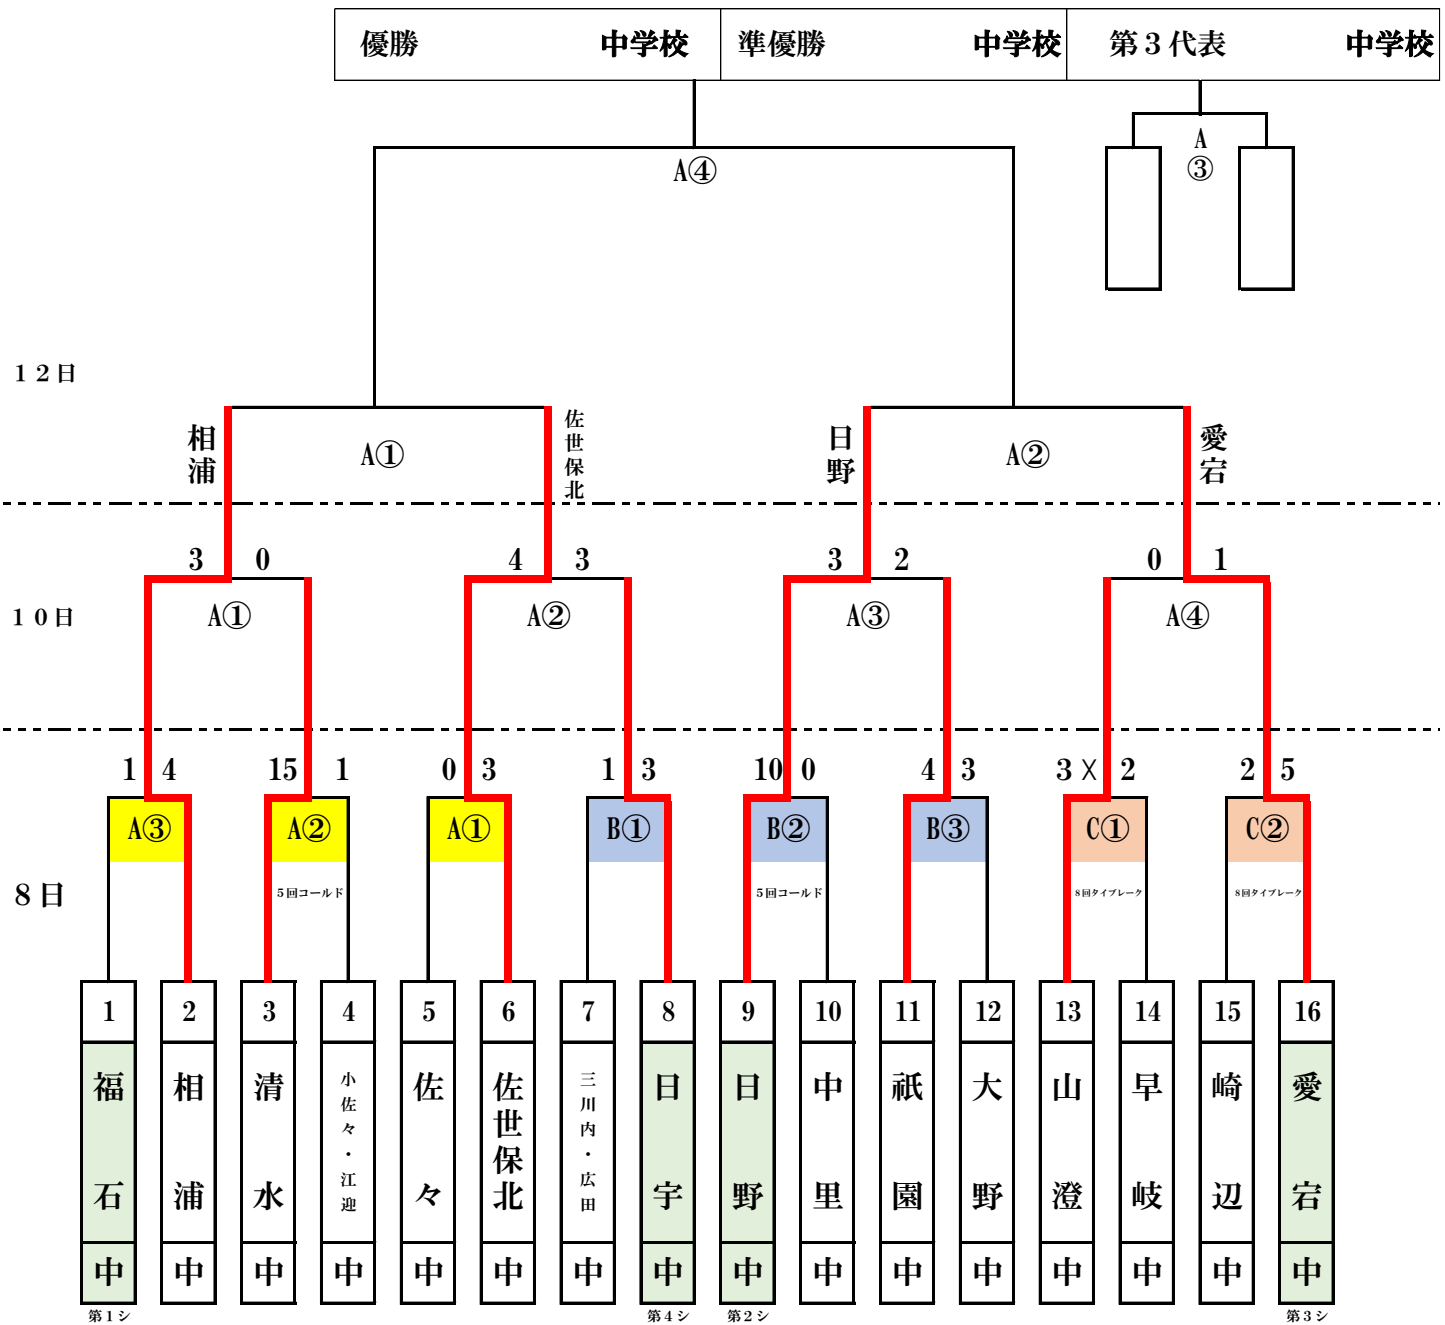 優勝 中学校 準優勝 中学校 第3代表 中学校
A④
A
③
12日
相浦
A①
佐世保北
日野
A②
愛宕
3 0 4 3 3 2 0 1
10日
A① A② A③ A④
1 4 15 1 0 3 1 3 10 0 4 3 3 X 2 2 5
A③ A② A① B① B② B③ C① C②
8日
5回コールド 5回コールド 8回タイブレーク 8回タイブレーク
1 2 3 4 5 6 7 8 9 10 11 12 13 14 15 16
福石
相浦
清水
小佐々・江迎
佐々
佐世保北
三川内・広田
日宇
日野
中里
祇園
大野
山澄
早岐
崎辺
愛宕
中 中 中 中 中 中 中 中 中 中 中 中 中 中 中 中
第1シ 第4シ 第2シ 第3シ